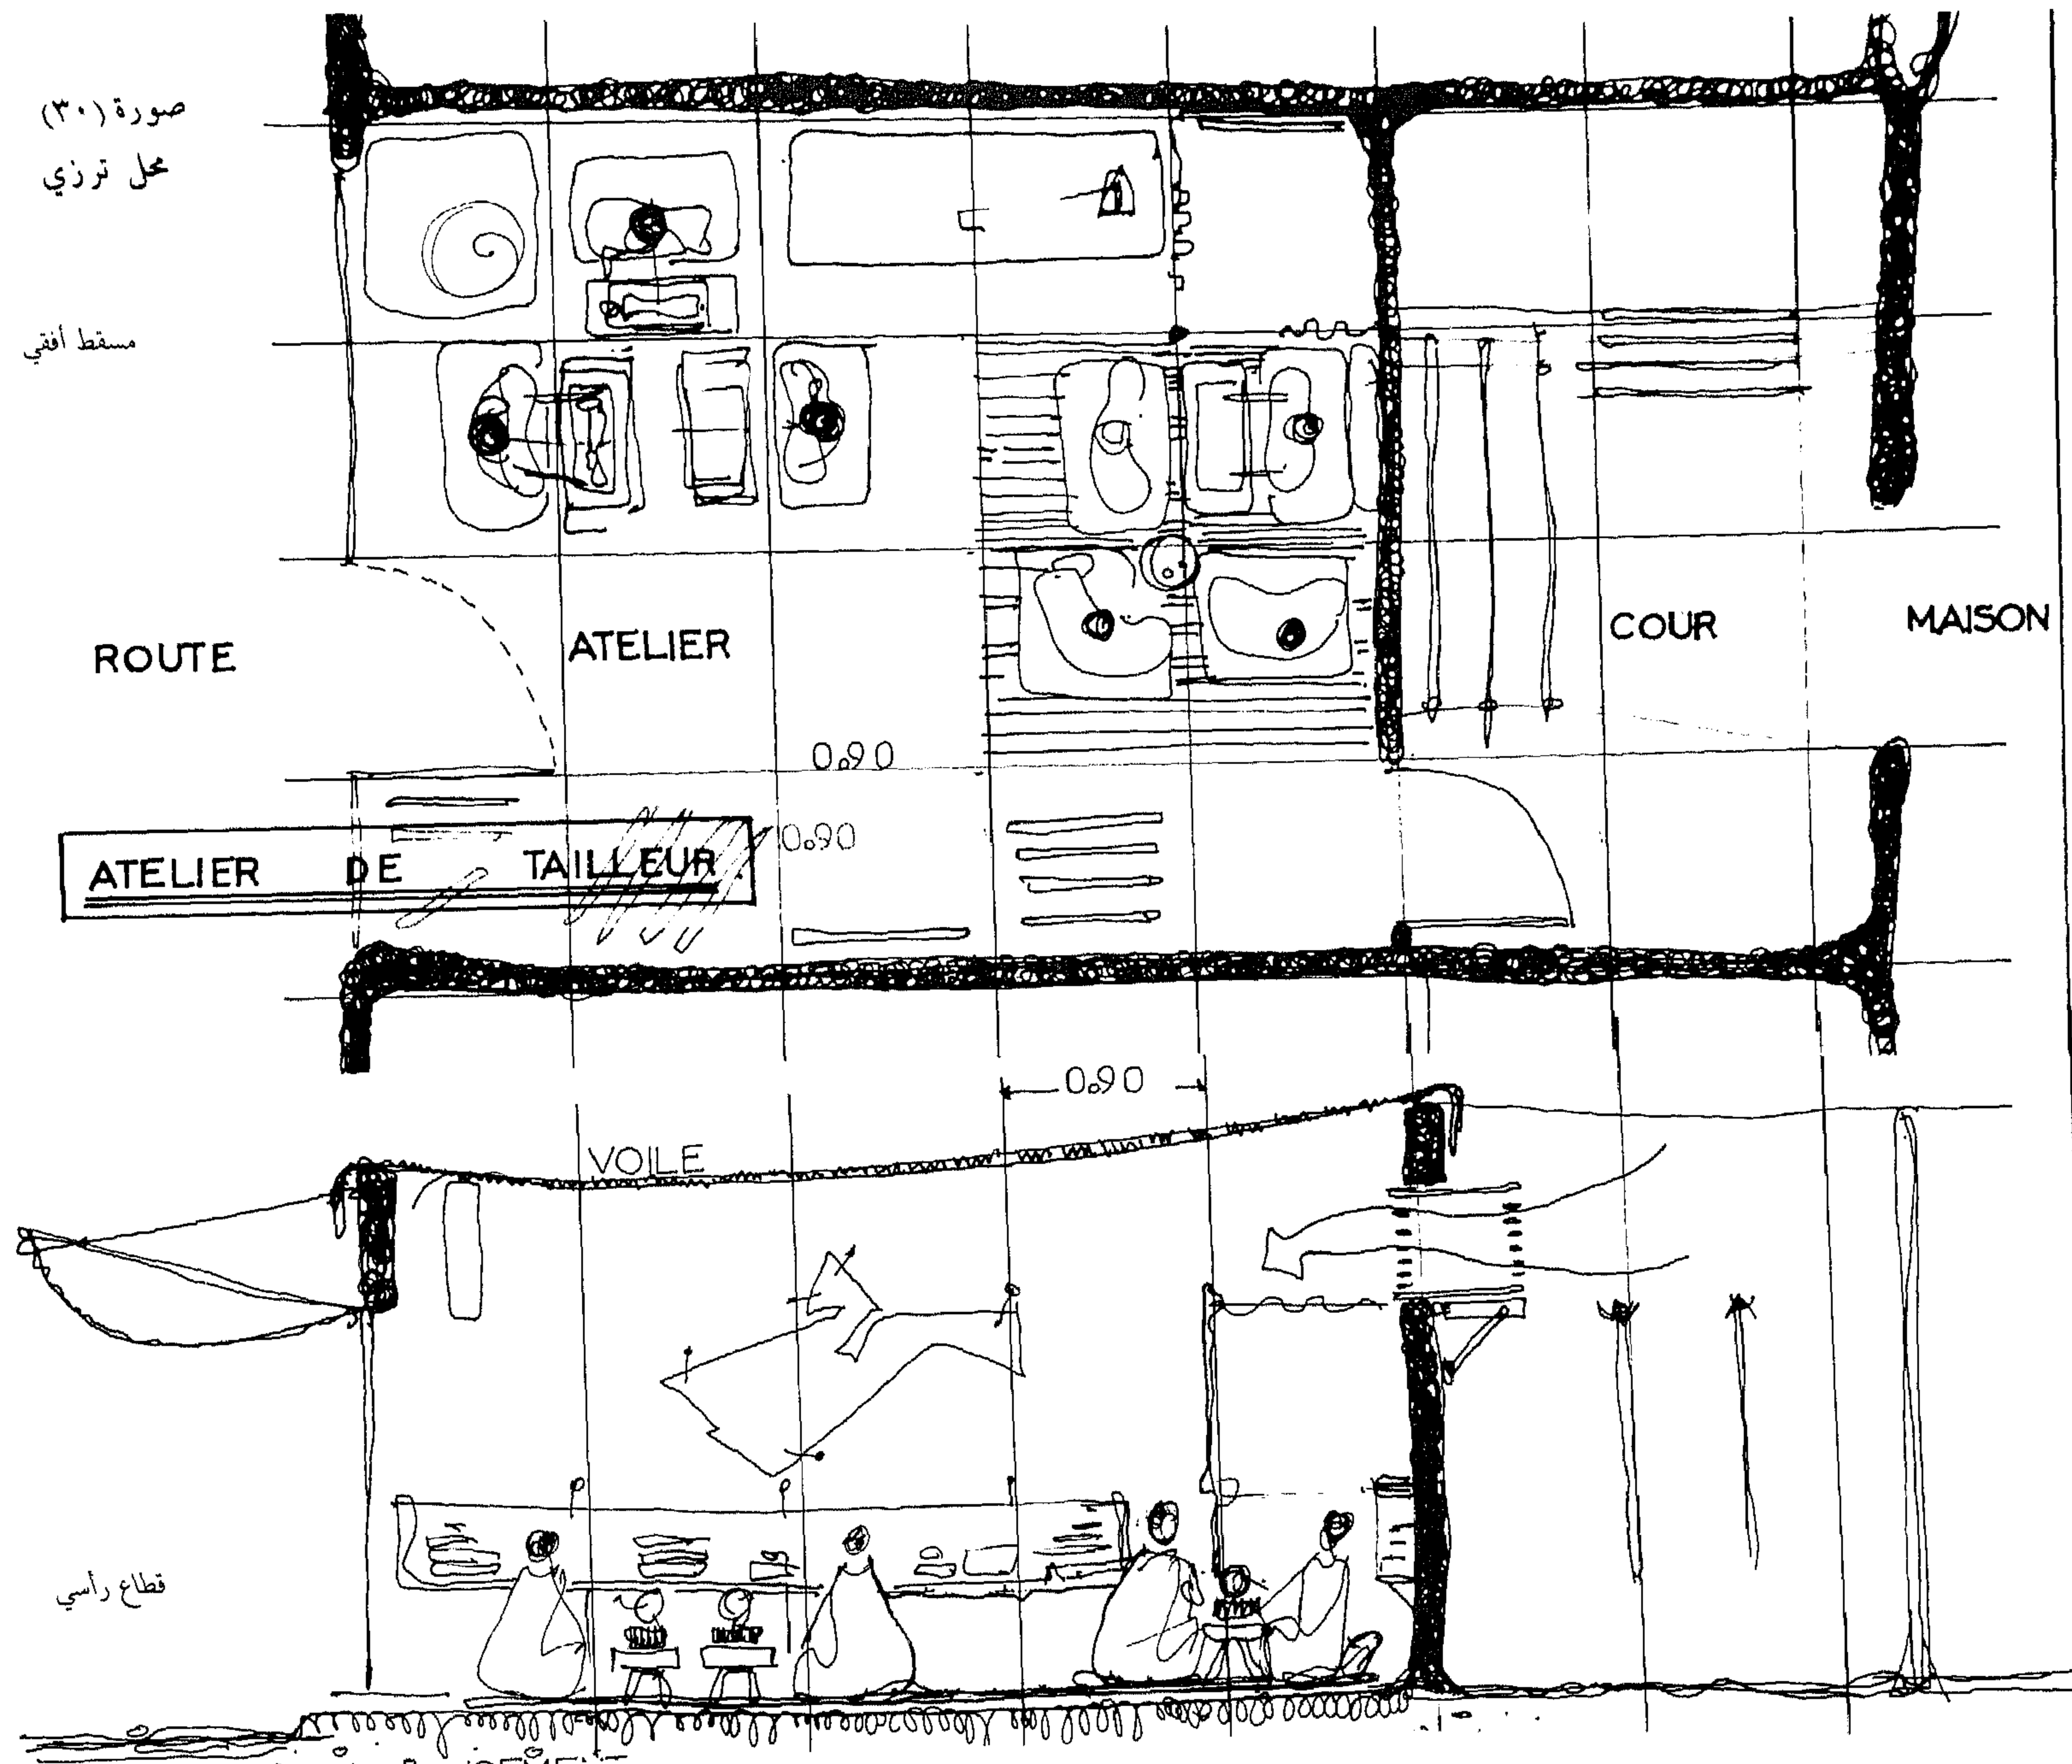 صورة (٣٠)
محل ترزي
مسقط أفقي
ROUTE
ATELIER
COUR
MAISON
0.90
0.90
ATELIER DE TAILLEUR
0.90
VOILE
قطاع رأسي